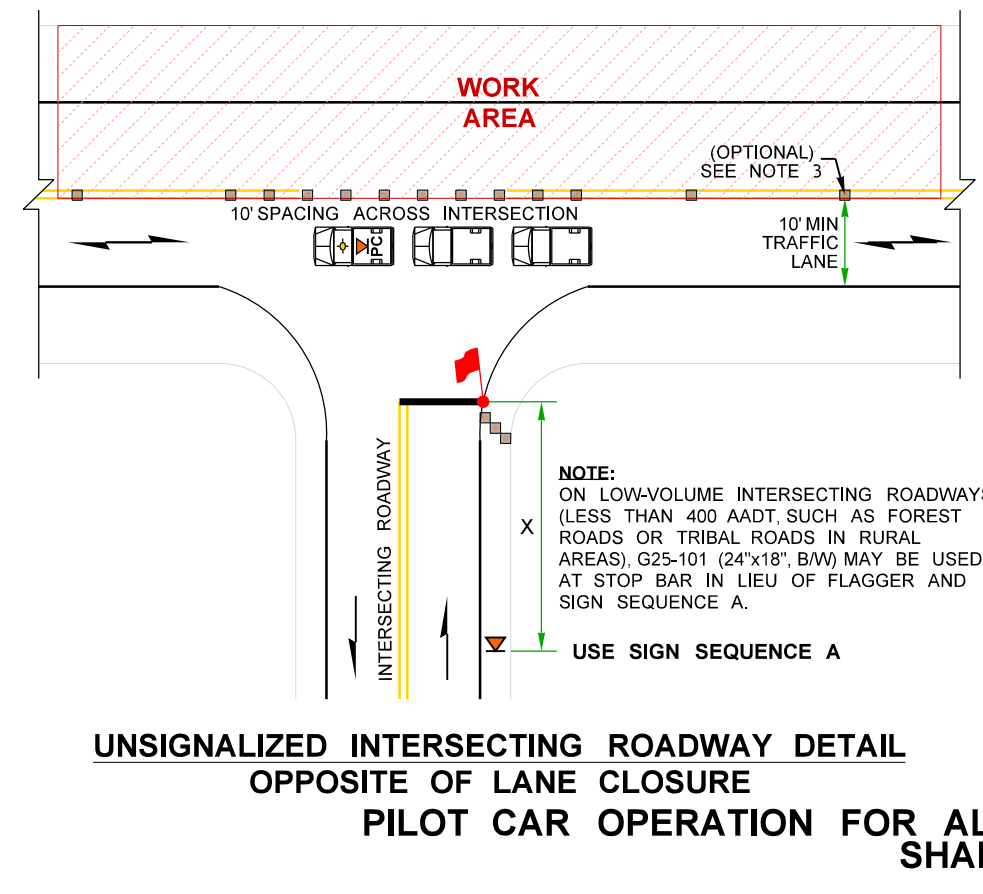 WORK
AREA
(OPTIONAL)
SEE NOTE 3
10' SPACING ACROSS INTERSECTION
10' MIN
TRAFFIC
LANE
PC
INTERSECTING ROADWAY
X
NOTE:
ON LOW-VOLUME INTERSECTING ROADWAYS
(LESS THAN 400 AADT, SUCH AS FOREST
ROADS OR TRIBAL ROADS IN RURAL
AREAS), G25-101 (24"x18", B/W) MAY BE USED
AT STOP BAR IN LIEU OF FLAGGER AND
SIGN SEQUENCE A.
USE SIGN SEQUENCE A
UNSIGNALIZED INTERSECTING ROADWAY DETAIL
OPPOSITE OF LANE CLOSURE
PILOT CAR OPERATION FOR